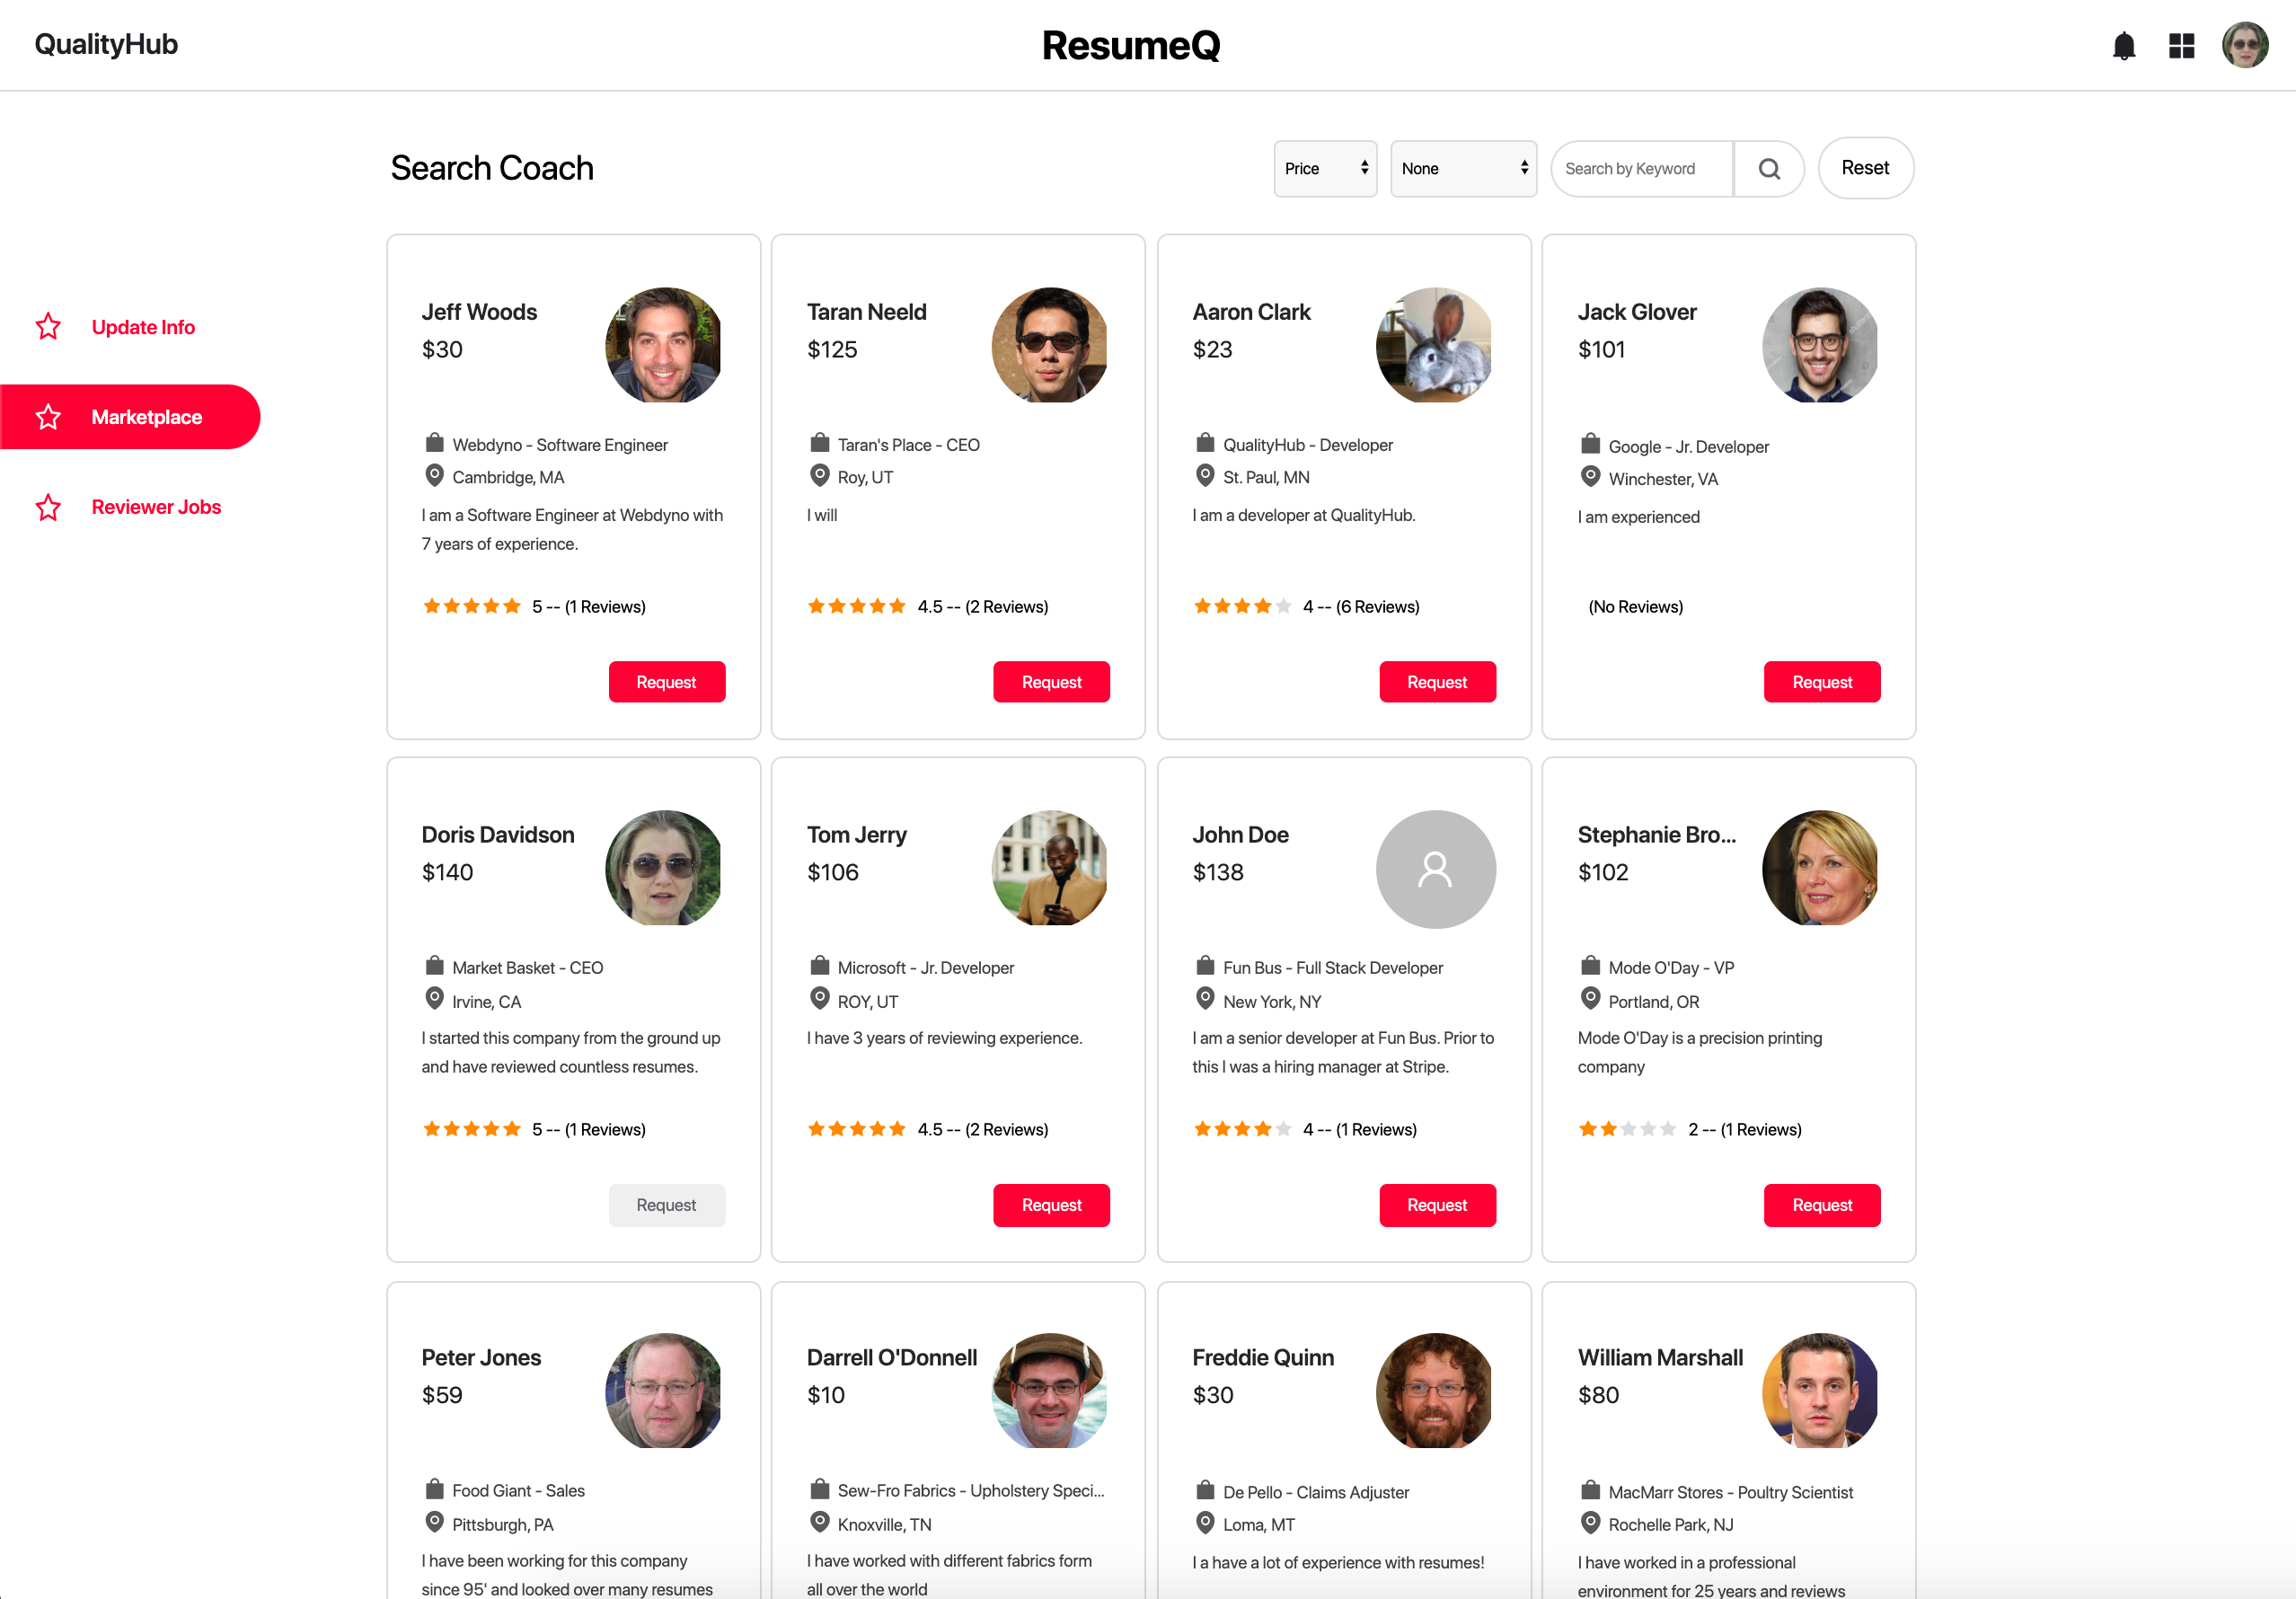 QualityHub
ResumeQ
Search Coach
Price
None
Search by Keyword
Reset
Update Info
Marketplace
Reviewer Jobs
Jeff Woods
$30
Webdyno - Software Engineer
Cambridge, MA
I am a Software Engineer at Webdyno with
7 years of experience.
5 -- (1 Reviews)
Request
Taran Neeld
$125
Taran's Place - CEO
Roy, UT
I will
4.5 -- (2 Reviews)
Request
Aaron Clark
$23
QualityHub - Developer
St. Paul, MN
I am a developer at QualityHub.
4 -- (6 Reviews)
Request
Jack Glover
$101
Google - Jr. Developer
Winchester, VA
I am experienced
(No Reviews)
Request
Doris Davidson
$140
Market Basket - CEO
Irvine, CA
I started this company from the ground up
and have reviewed countless resumes.
5 -- (1 Reviews)
Request
Tom Jerry
$106
Microsoft - Jr. Developer
ROY, UT
I have 3 years of reviewing experience.
4.5 -- (2 Reviews)
Request
John Doe
$138
Fun Bus - Full Stack Developer
New York, NY
I am a senior developer at Fun Bus. Prior to
this I was a hiring manager at Stripe.
4 -- (1 Reviews)
Request
Stephanie Bro...
$102
Mode O'Day - VP
Portland, OR
Mode O'Day is a precision printing
company
2 -- (1 Reviews)
Request
Peter Jones
$59
Food Giant - Sales
Pittsburgh, PA
I have been working for this company
since 95' and looked over many resumes
Darrell O'Donnell
$10
Sew-Fro Fabrics - Upholstery Speci...
Knoxville, TN
I have worked with different fabrics form
all over the world
Freddie Quinn
$30
De Pello - Claims Adjuster
Loma, MT
I a have a lot of experience with resumes!
William Marshall
$80
MacMarr Stores - Poultry Scientist
Rochelle Park, NJ
I have worked in a professional
environment for 25 years and reviews